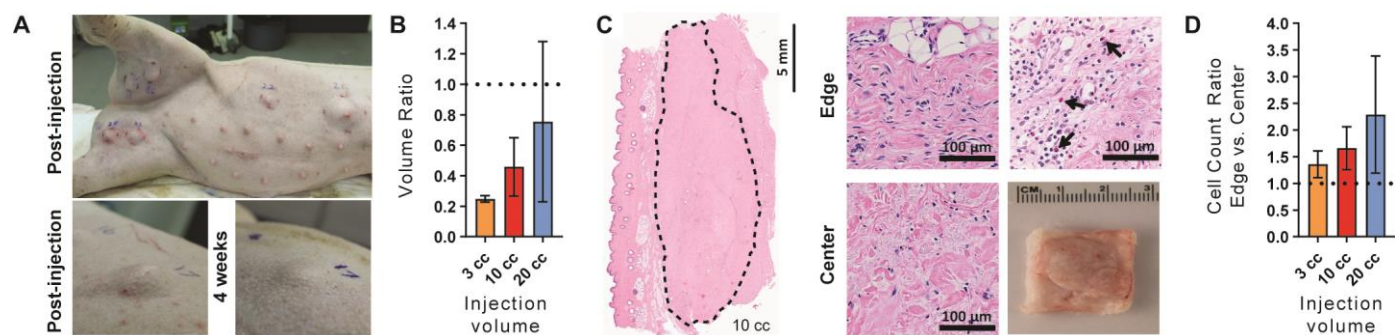 A
Post-injection
Post-injection
4 weeks
B
Volume Ratio
1.4
1.2
1.0
0.8
0.6
0.4
0.2
0.0
3 cc
10 cc
20 cc
Injection
volume
C
5 mm
10 cc
Edge
100 µm
100 µm
Center
100 µm
CM 1 2 3
D
Cell Count Ratio
Edge vs. Center
4.0
3.5
3.0
2.5
2.0
1.5
1.0
0.5
0.0
3 cc
10 cc
20 cc
Injection
volume